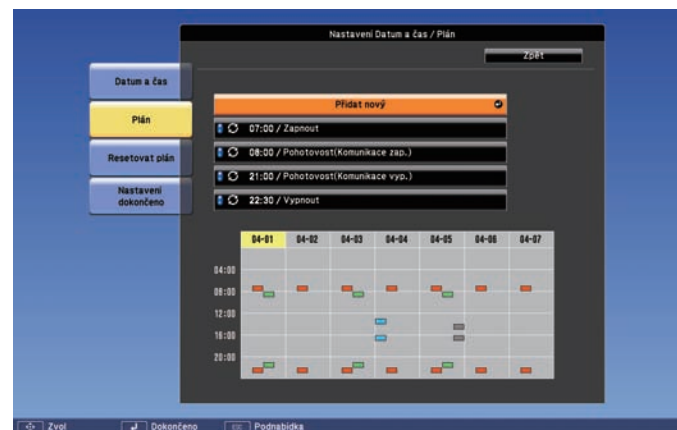 Nastavení Datum a čas / Plán
Zpět
Datum a čas
Plán
Resetovat plán
Nastavení
dokončeno
Přidat nový
07:00 / Zapnout
08:00 / Pohotovost(Komunikace zap.)
21:00 / Pohotovost(Komunikace vyp.)
22:30 / Vypnout
04-01 04-02 04-03 04-04 04-05 04-06 04-07
04:00
08:00
12:00
16:00
20:00
Zvol Dokončeno Esc Podnabídka